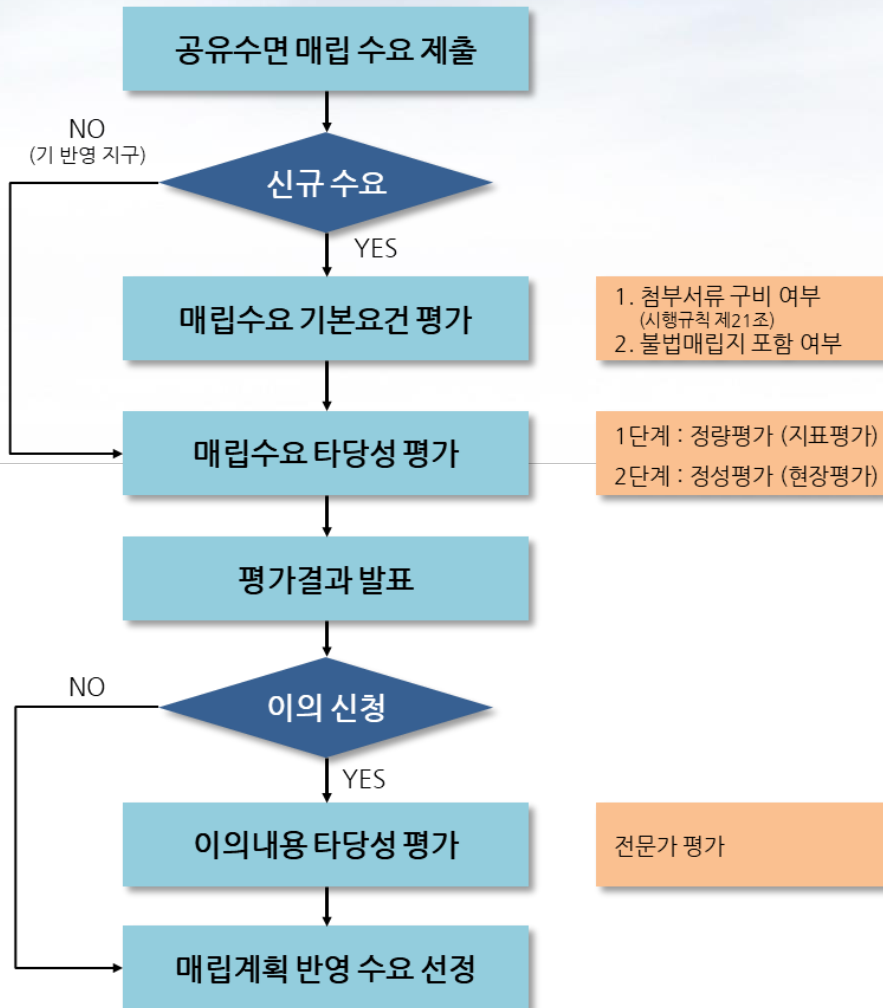 공유수면 매립 수요 제출
NO
(기 반영 지구)
신규 수요
YES
매립수요 기본요건 평가
1. 첨부서류 구비 여부
(시행규칙 제21조)
2. 불법매립지 포함 여부
매립수요 타당성 평가
1단계 : 정량평가 (지표평가)
2단계 : 정성평가 (현장평가)
평가결과 발표
NO
이의 신청
YES
이의내용 타당성 평가
전문가 평가
매립계획 반영 수요 선정